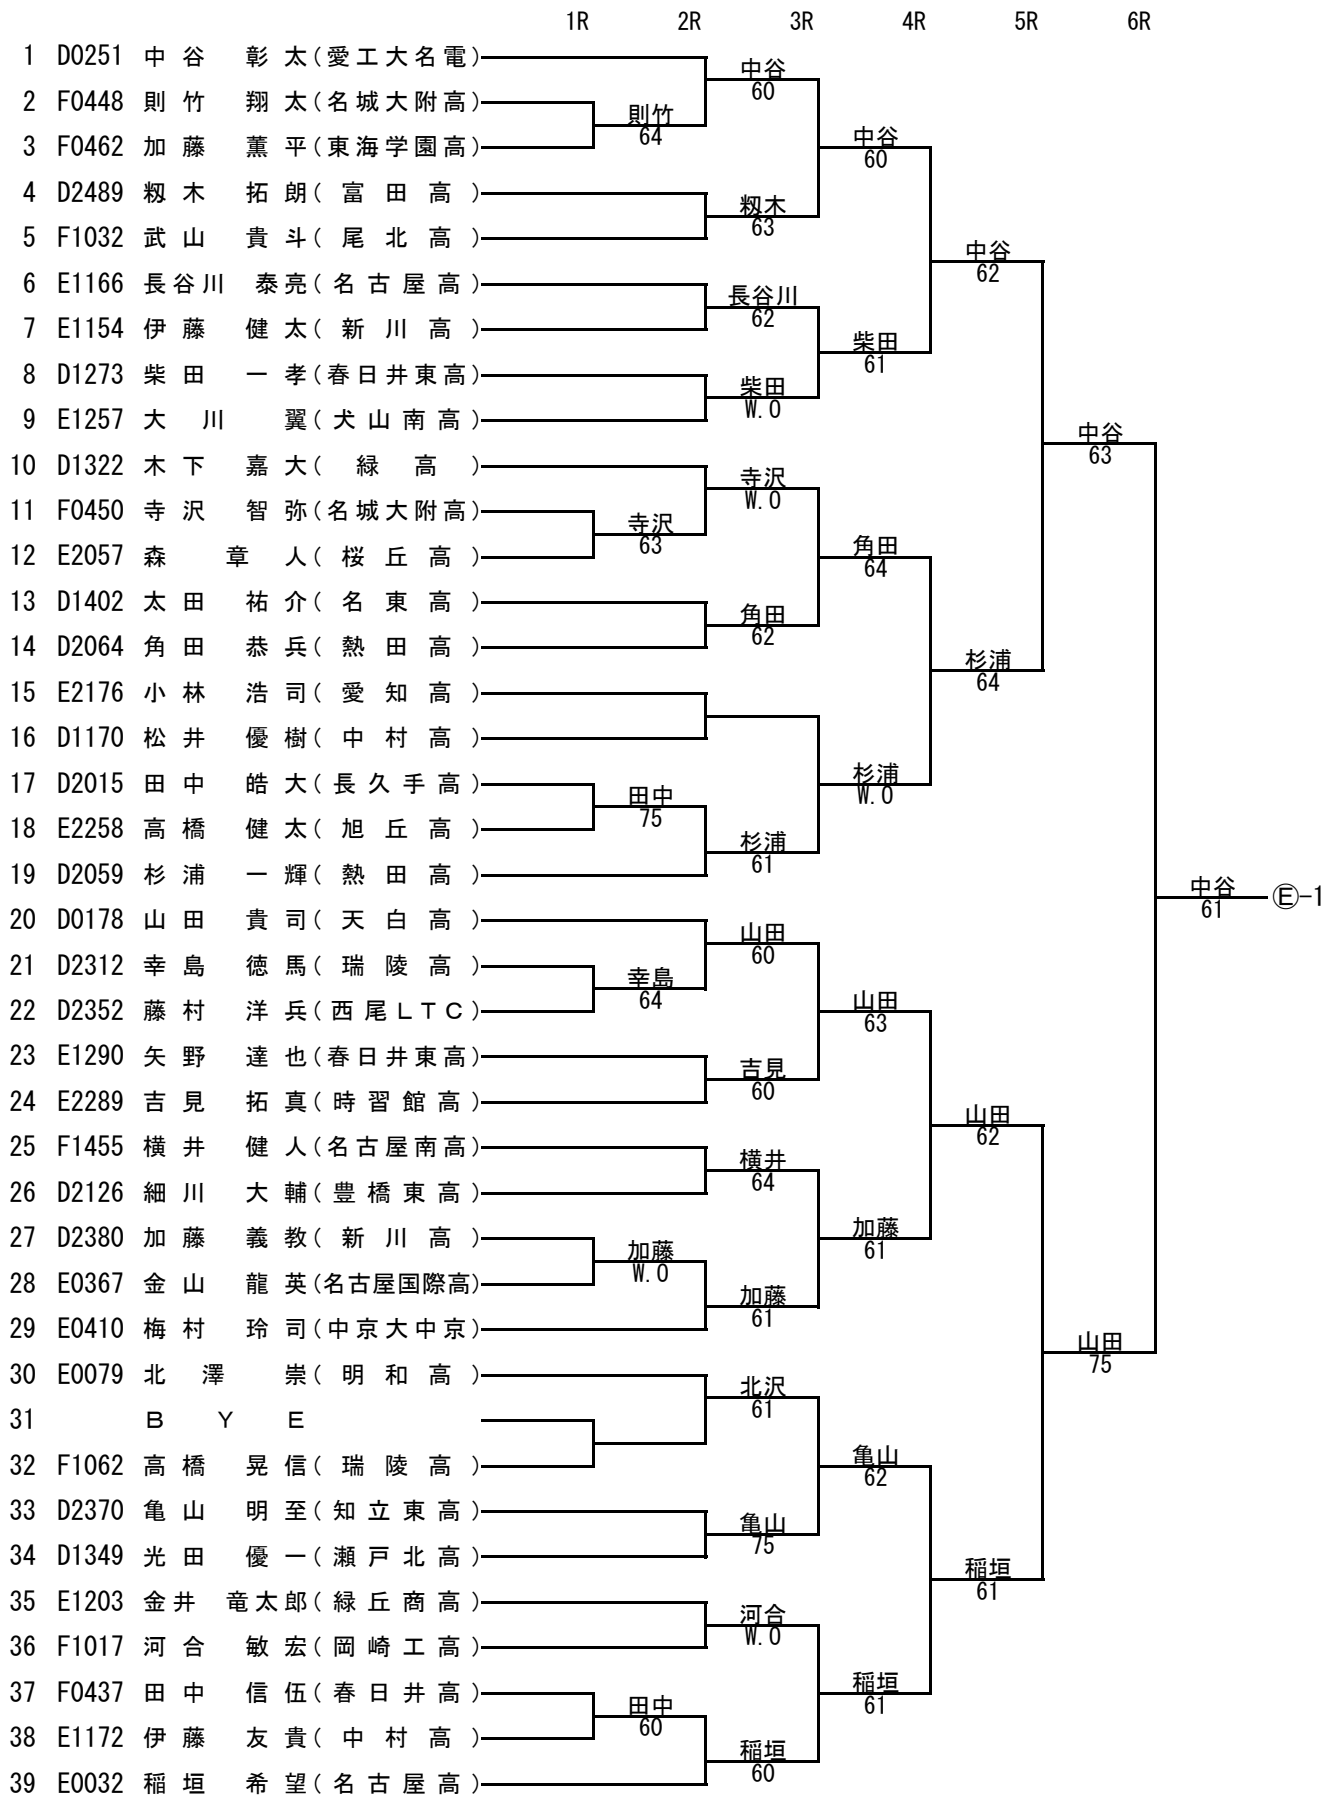 1R 2R 3R 4R 5R 6R
1 D0251 中谷 彰太(愛工大名電)
中谷
60
2 F0448 則竹 翔太(名城大附高)
則竹
64
3 F0462 加藤 薫平(東海学園高)
中谷
60
4 D2489 籾木 拓朗(富田高)
籾木
63
5 F1032 武山 貴斗(尾北高)
中谷
62
6 E1166 長谷川 泰亮(名古屋高)
長谷川
62
7 E1154 伊藤 健太(新川高)
柴田
61
8 D1273 柴田 一孝(春日井東高)
柴田
W.0
9 E1257 大川 翼(犬山南高)
中谷
63
10 D1322 木下 嘉大(緑高)
寺沢
W.0
11 F0450 寺沢 智弥(名城大附高)
寺沢
63
12 E2057 森 章人(桜丘高)
角田
64
13 D1402 太田 祐介(名東高)
角田
62
14 D2064 角田 恭兵(熱田高)
杉浦
64
15 E2176 小林 浩司(愛知高)
16 D1170 松井 優樹(中村高)
杉浦
W.0
17 D2015 田中 皓大(長久手高)
田中
75
18 E2258 高橋 健太(旭丘高)
杉浦
61
19 D2059 杉浦 一輝(熱田高)
中谷
61
Ⓔ-1
20 D0178 山田 貴司(天白高)
山田
60
21 D2312 幸島 徳馬(瑞陵高)
幸島
64
22 D2352 藤村 洋兵(西尾LTC)
山田
63
23 E1290 矢野 達也(春日井東高)
吉見
60
24 E2289 吉見 拓真(時習館高)
山田
62
25 F1455 横井 健人(名古屋南高)
横井
64
26 D2126 細川 大輔(豊橋東高)
加藤
61
27 D2380 加藤 義教(新川高)
加藤
W.0
28 E0367 金山 龍英(名古屋国際高)
加藤
61
29 E0410 梅村 玲司(中京大中京)
山田
75
30 E0079 北澤 崇(明和高)
北沢
61
31 BYE
32 F1062 高橋 晃信(瑞陵高)
亀山
62
33 D2370 亀山 明至(知立東高)
亀山
75
34 D1349 光田 優一(瀬戸北高)
稲垣
61
35 E1203 金井 竜太郎(緑丘商高)
河合
W.0
36 F1017 河合 敏宏(岡崎工高)
稲垣
61
37 F0437 田中 信伍(春日井高)
田中
60
38 E1172 伊藤 友貴(中村高)
稲垣
60
39 E0032 稲垣 希望(名古屋高)